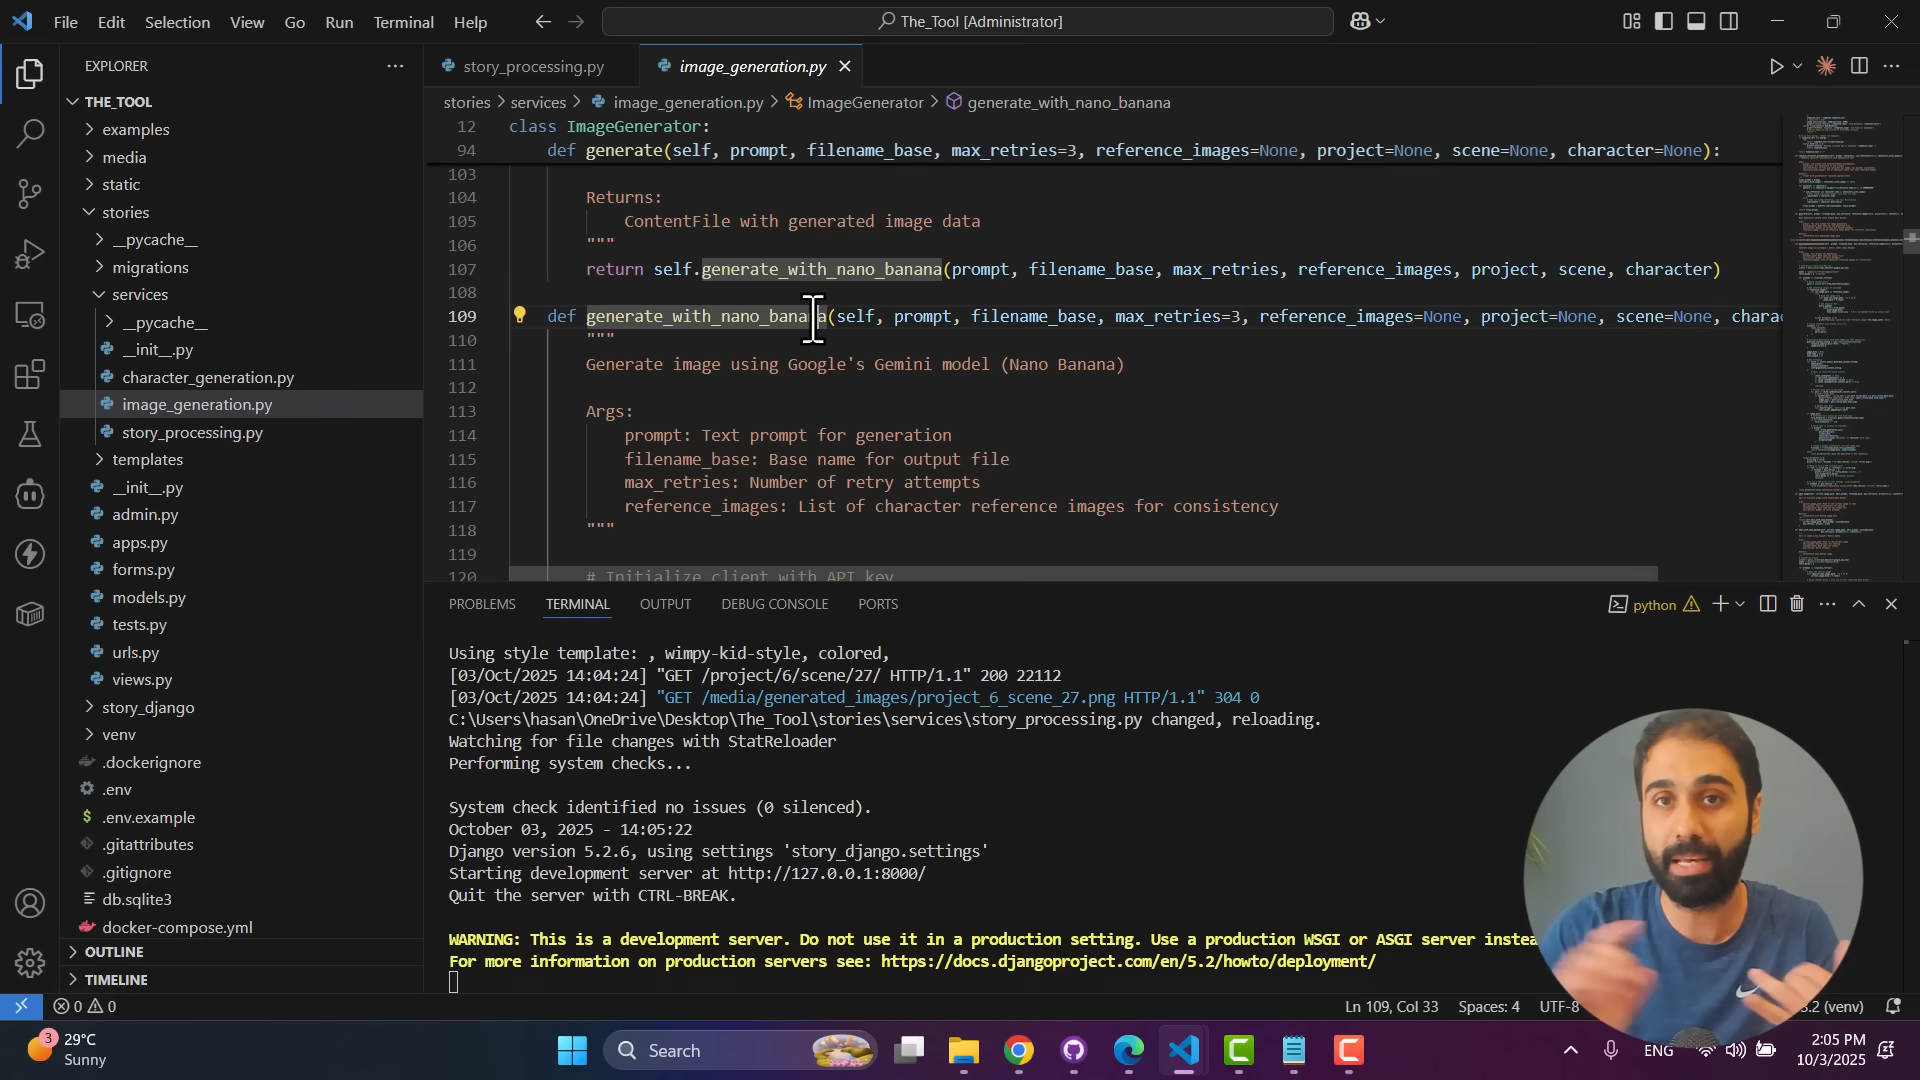 File Edit Selection View Go Run Terminal Help
The_Tool [Administrator]
EXPLORER
THE_TOOL
examples
media
static
stories
__pycache__
migrations
services
__pycache__
__init__.py
character_generation.py
image_generation.py
story_processing.py
templates
__init__.py
admin.py
apps.py
forms.py
models.py
tests.py
urls.py
views.py
story_django
venv
.dockerignore
.env
$ .env.example
.gitattributes
.gitignore
db.sqlite3
docker-compose.yml
OUTLINE
TIMELINE
story_processing.py
image_generation.py
stories > services > image_generation.py > ImageGenerator > generate_with_nano_banana
12 class ImageGenerator:
94 def generate(self, prompt, filename_base, max_retries=3, reference_images=None, project=None, scene=None, character=None):
103
104 Returns:
105 ContentFile with generated image data
106 """
107 return self.generate_with_nano_banana(prompt, filename_base, max_retries, reference_images, project, scene, character)
108
109 def generate_with_nano_banana(self, prompt, filename_base, max_retries=3, reference_images=None, project=None, scene=None, charac
110 """
111 Generate image using Google's Gemini model (Nano Banana)
112
113 Args:
114 prompt: Text prompt for generation
115 filename_base: Base name for output file
116 max_retries: Number of retry attempts
117 reference_images: List of character reference images for consistency
118 """
119
120 # Initialize client with API key
PROBLEMS TERMINAL OUTPUT DEBUG CONSOLE PORTS
python
Using style template: , wimpy-kid-style, colored,
[03/Oct/2025 14:04:24] "GET /project/6/scene/27/ HTTP/1.1" 200 22112
[03/Oct/2025 14:04:24] "GET /media/generated_images/project_6_scene_27.png HTTP/1.1" 304 0
C:\Users\hasan\OneDrive\Desktop\The_Tool\stories\services\story_processing.py changed, reloading.
Watching for file changes with StatReloader
Performing system checks...
System check identified no issues (0 silenced).
October 03, 2025 - 14:05:22
Django version 5.2.6, using settings 'story_django.settings'
Starting development server at http://127.0.0.1:8000/
Quit the server with CTRL-BREAK.
WARNING: This is a development server. Do not use it in a production setting. Use a production WSGI or ASGI server instea
For more information on production servers see: https://docs.djangoproject.com/en/5.2/howto/deployment/
0 0
Ln 109, Col 33 Spaces: 4 UTF-8 3.2 (venv)
3
29°C
Sunny
Search
ENG
2:05 PM
10/3/2025